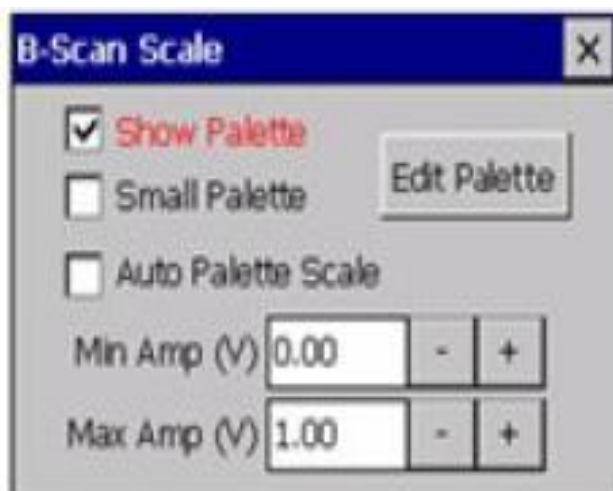 B-Scan Scale X
Show Palette
Edit Palette
Small Palette
Auto Palette Scale
Min Amp (V) 0.00 - +
Max Amp (V) 1.00 - +